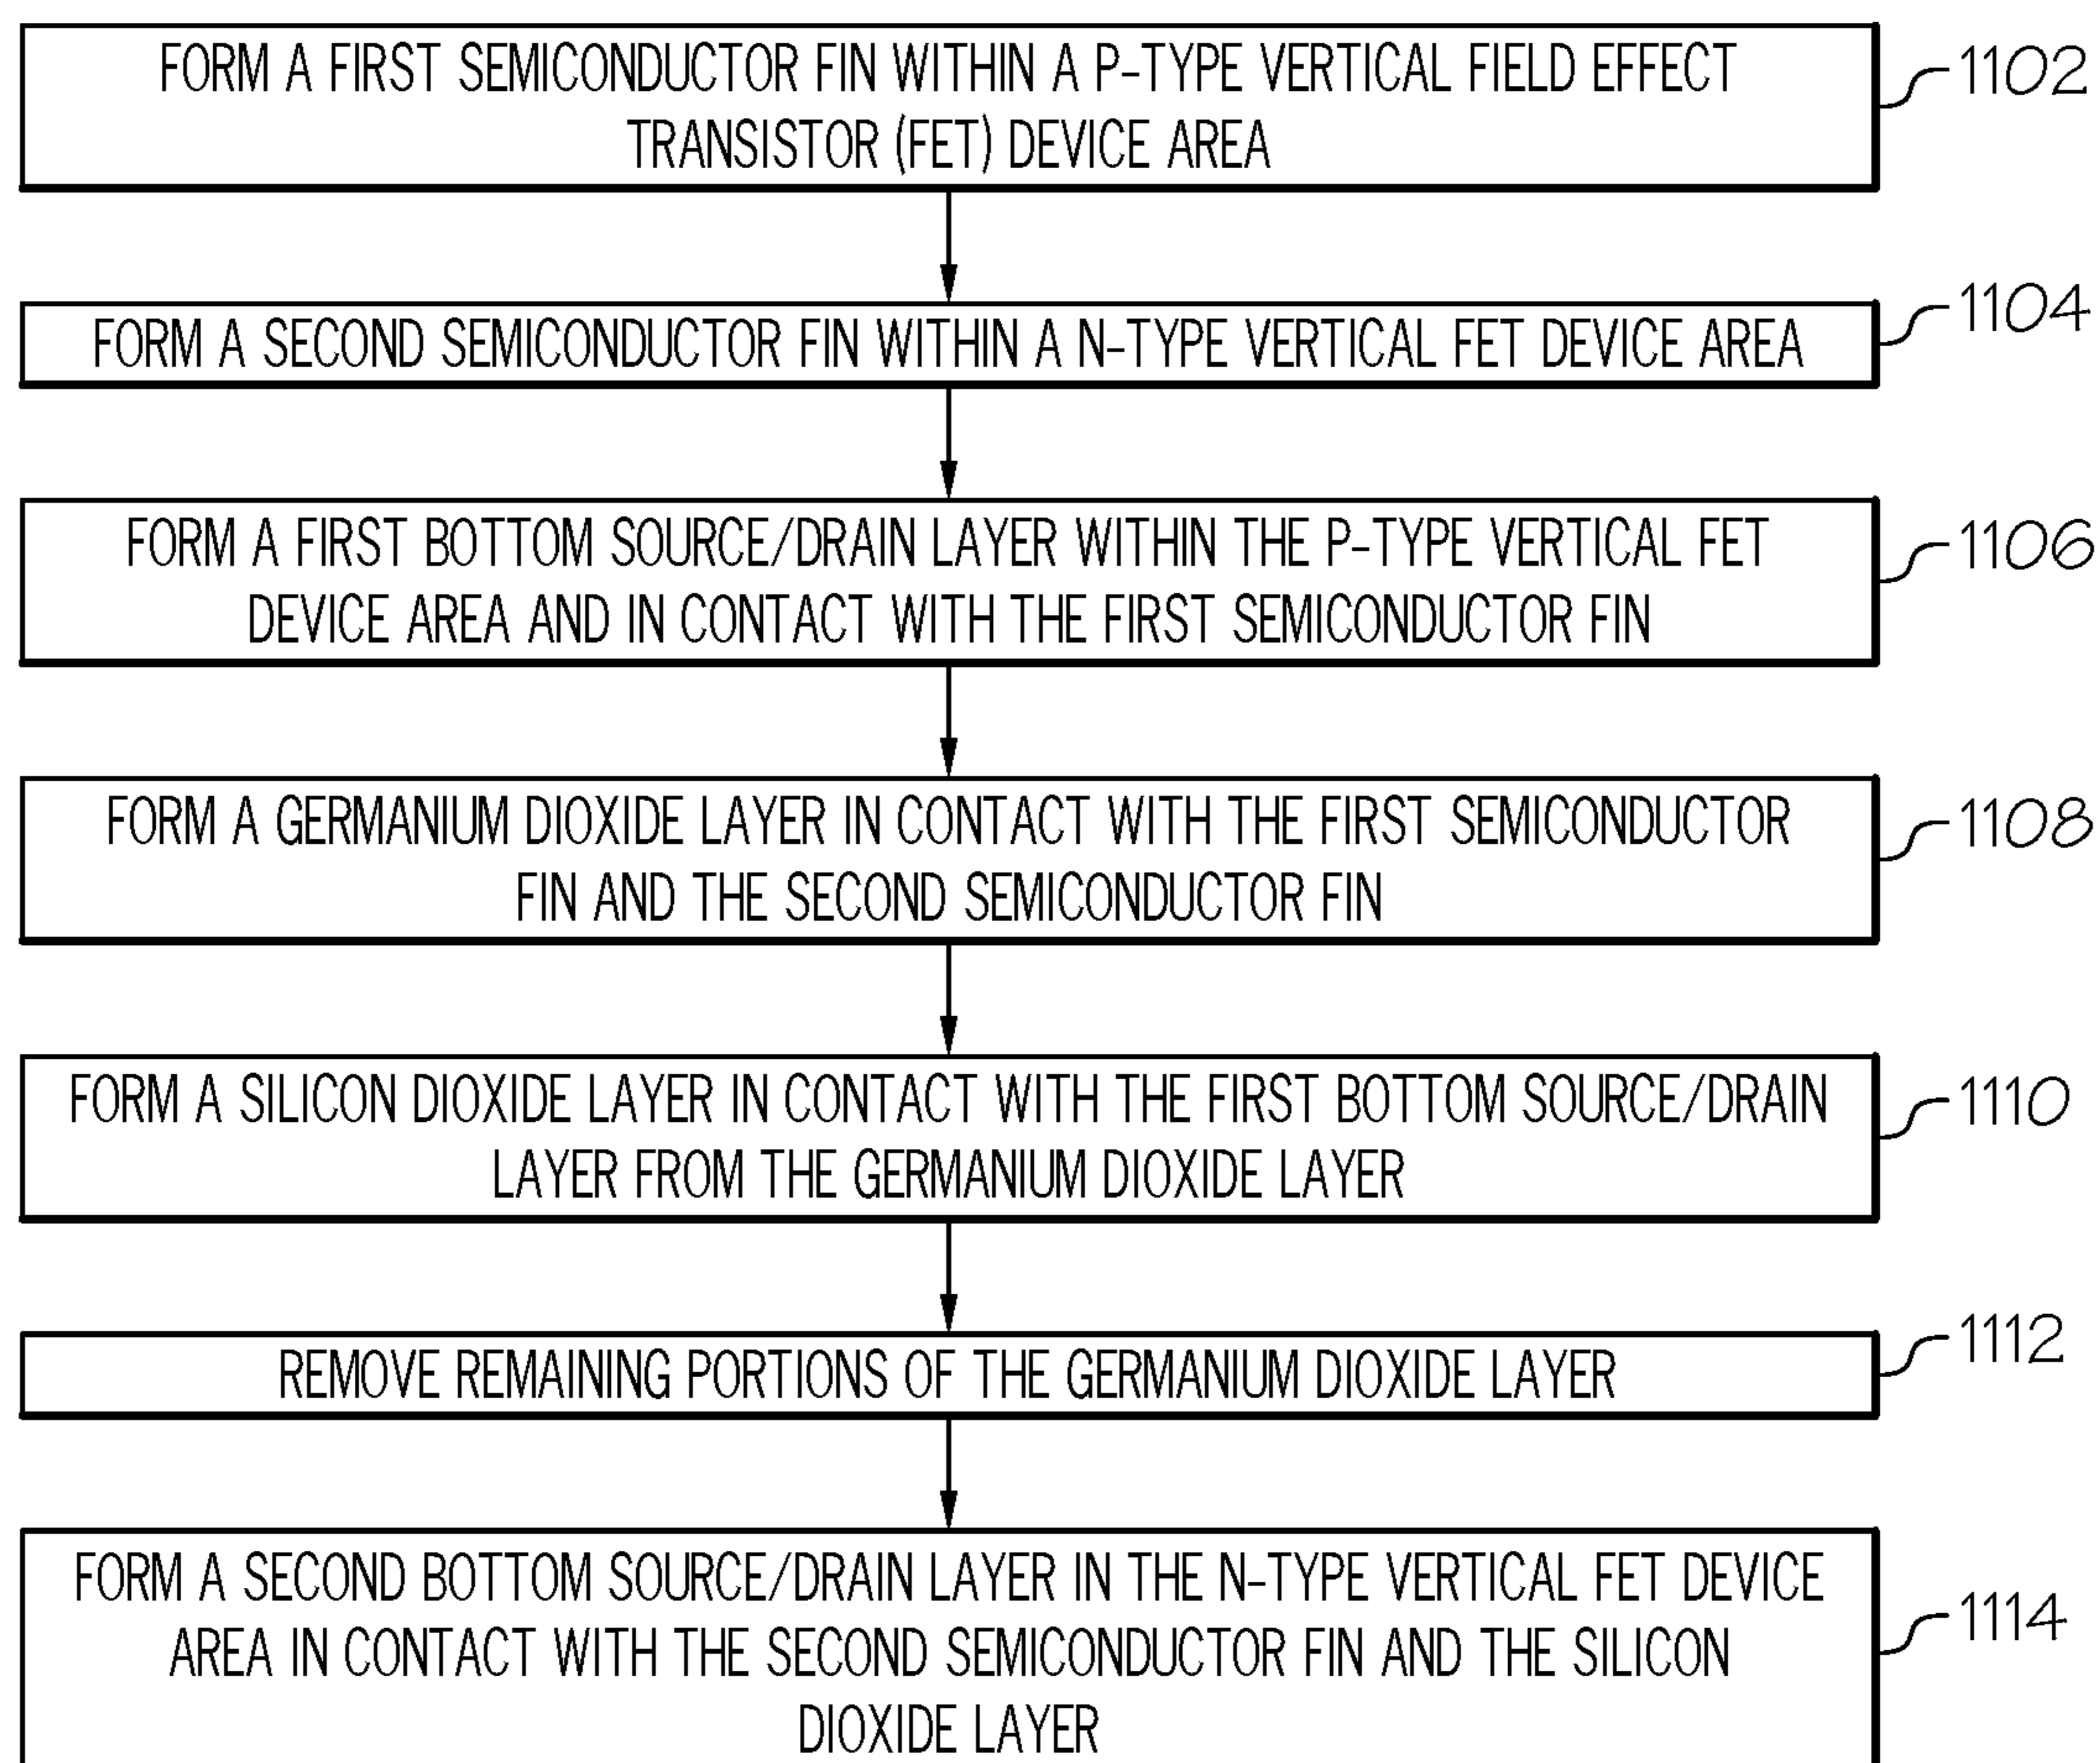 FORM A FIRST SEMICONDUCTOR FIN WITHIN A P-TYPE VERTICAL FIELD EFFECT
TRANSISTOR (FET) DEVICE AREA
1102
FORM A SECOND SEMICONDUCTOR FIN WITHIN A N-TYPE VERTICAL FET DEVICE AREA
1104
FORM A FIRST BOTTOM SOURCE/DRAIN LAYER WITHIN THE P-TYPE VERTICAL FET
DEVICE AREA AND IN CONTACT WITH THE FIRST SEMICONDUCTOR FIN
1106
FORM A GERMANIUM DIOXIDE LAYER IN CONTACT WITH THE FIRST SEMICONDUCTOR
FIN AND THE SECOND SEMICONDUCTOR FIN
1108
FORM A SILICON DIOXIDE LAYER IN CONTACT WITH THE FIRST BOTTOM SOURCE/DRAIN
LAYER FROM THE GERMANIUM DIOXIDE LAYER
1110
REMOVE REMAINING PORTIONS OF THE GERMANIUM DIOXIDE LAYER
1112
FORM A SECOND BOTTOM SOURCE/DRAIN LAYER IN THE N-TYPE VERTICAL FET DEVICE
AREA IN CONTACT WITH THE SECOND SEMICONDUCTOR FIN AND THE SILICON
DIOXIDE LAYER
1114